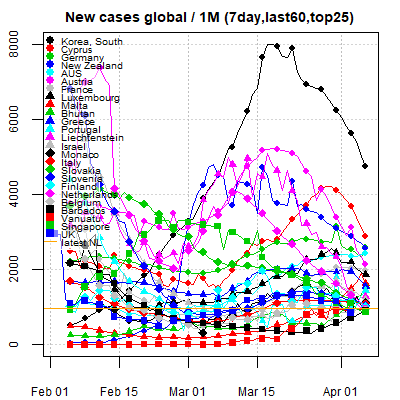 New cases global / 1M (7day,last60,top25)
8000
6000
4000
2000
0
Korea, South
Cyprus
Germany
New Zealand
AUS
Austria
France
Luxembourg
Malta
Bhutan
Greece
Portugal
Liechtenstein
Israel
Monaco
Italy
Slovakia
Slovenia
Finland
Netherlands
Belgium
Barbados
Vanuatu
Singapore
UK
latest NL
Feb 01
Feb 15
Mar 01
Mar 15
Apr 01